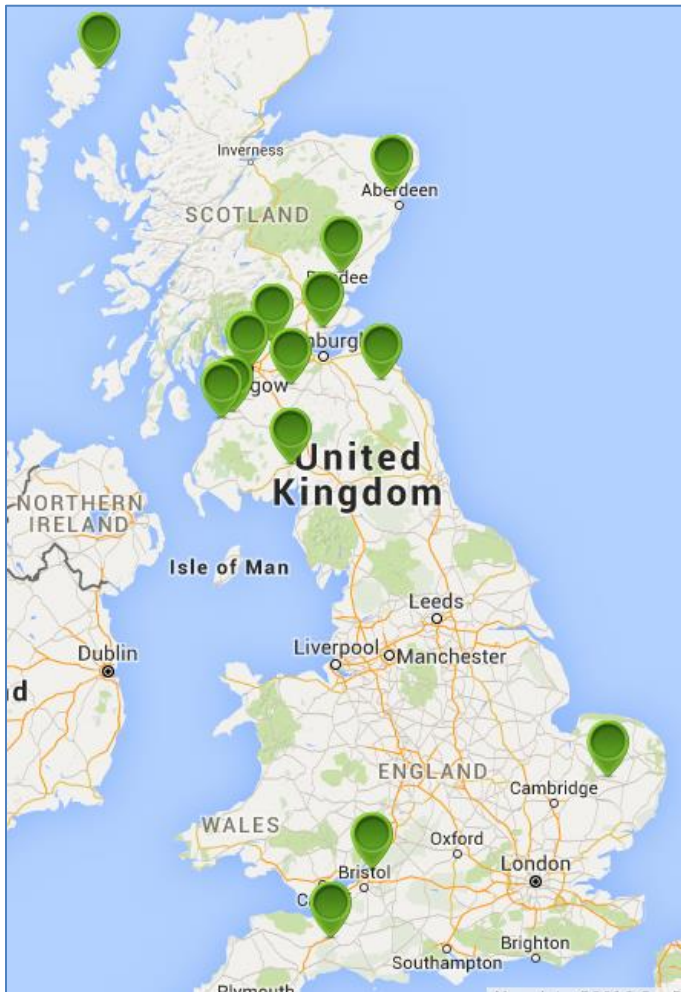 Inverness
Aberdeen
SCOTLAND
United
Kingdom
NORTHERN
IRELAND
Isle of Man
Leeds
Dublin
Liverpool
Manchester
ENGLAND
Cambridge
WALES
Oxford
Bristol
London
Brighton
Southampton